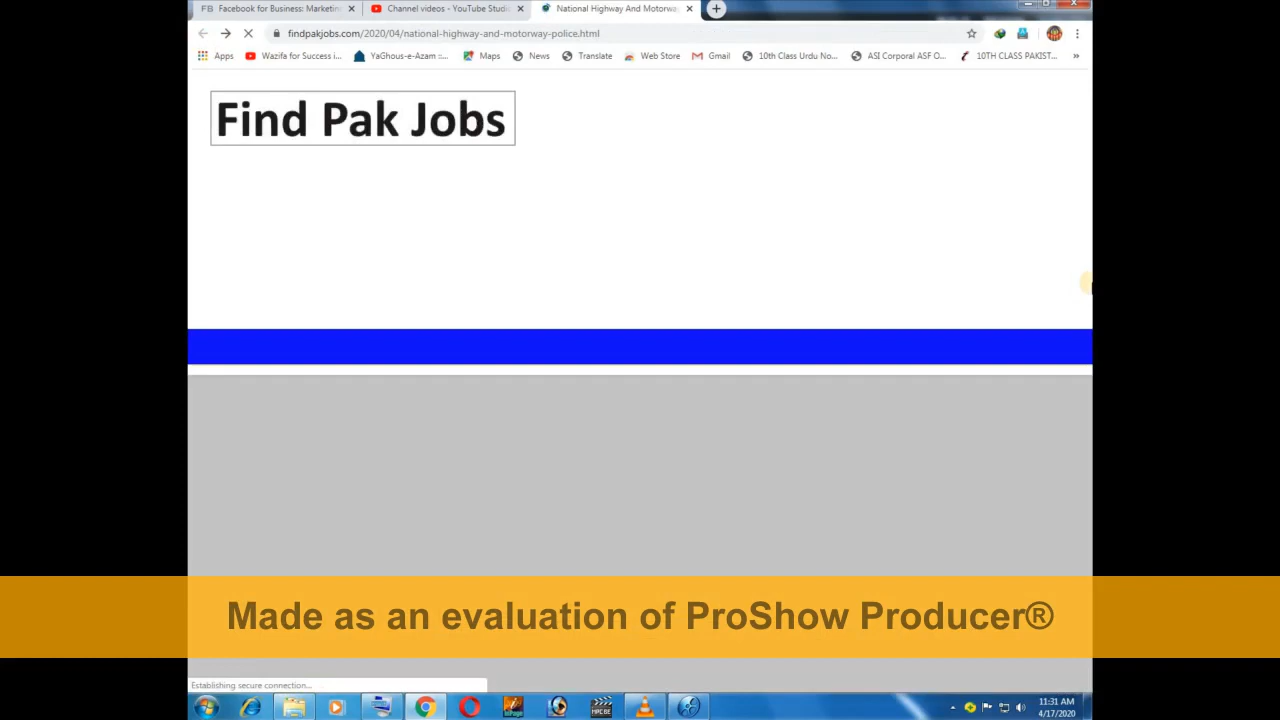 Facebook for Business: Marketin
Channel videos - YouTube Studi
National Highway And Motorwa
findpakjobs.com/2020/04/national-highway-and-motorway-police.html
Apps
Wazifa for Success i...
YaGhous-e-Azam ::...
Maps
News
Translate
Web Store
Gmail
10th Class Urdu No...
ASI Corporal ASF O...
10TH CLASS PAKIST...
»
Find Pak Jobs
Made as an evaluation of ProShow Producer®
Establishing secure connection...
11:31 AM
4/17/2020